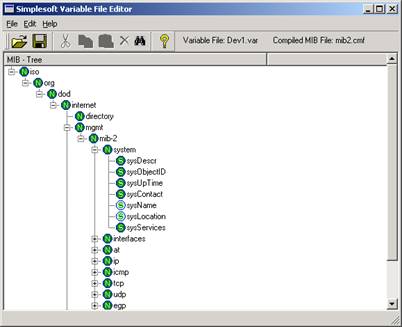 Simplesoft Variable File Editor
File Edit Help
Variable File: Dev1.var Compiled MIB File: mib2.cmf
MIB - Tree
N iso
N org
N dod
N internet
N directory
N mgmt
N mib-2
N system
S sysDescr
S sysObjectID
S sysUpTime
S sysContact
S sysName
S sysLocation
S sysServices
N interfaces
N at
N ip
N icmp
N tcp
N udp
N egp